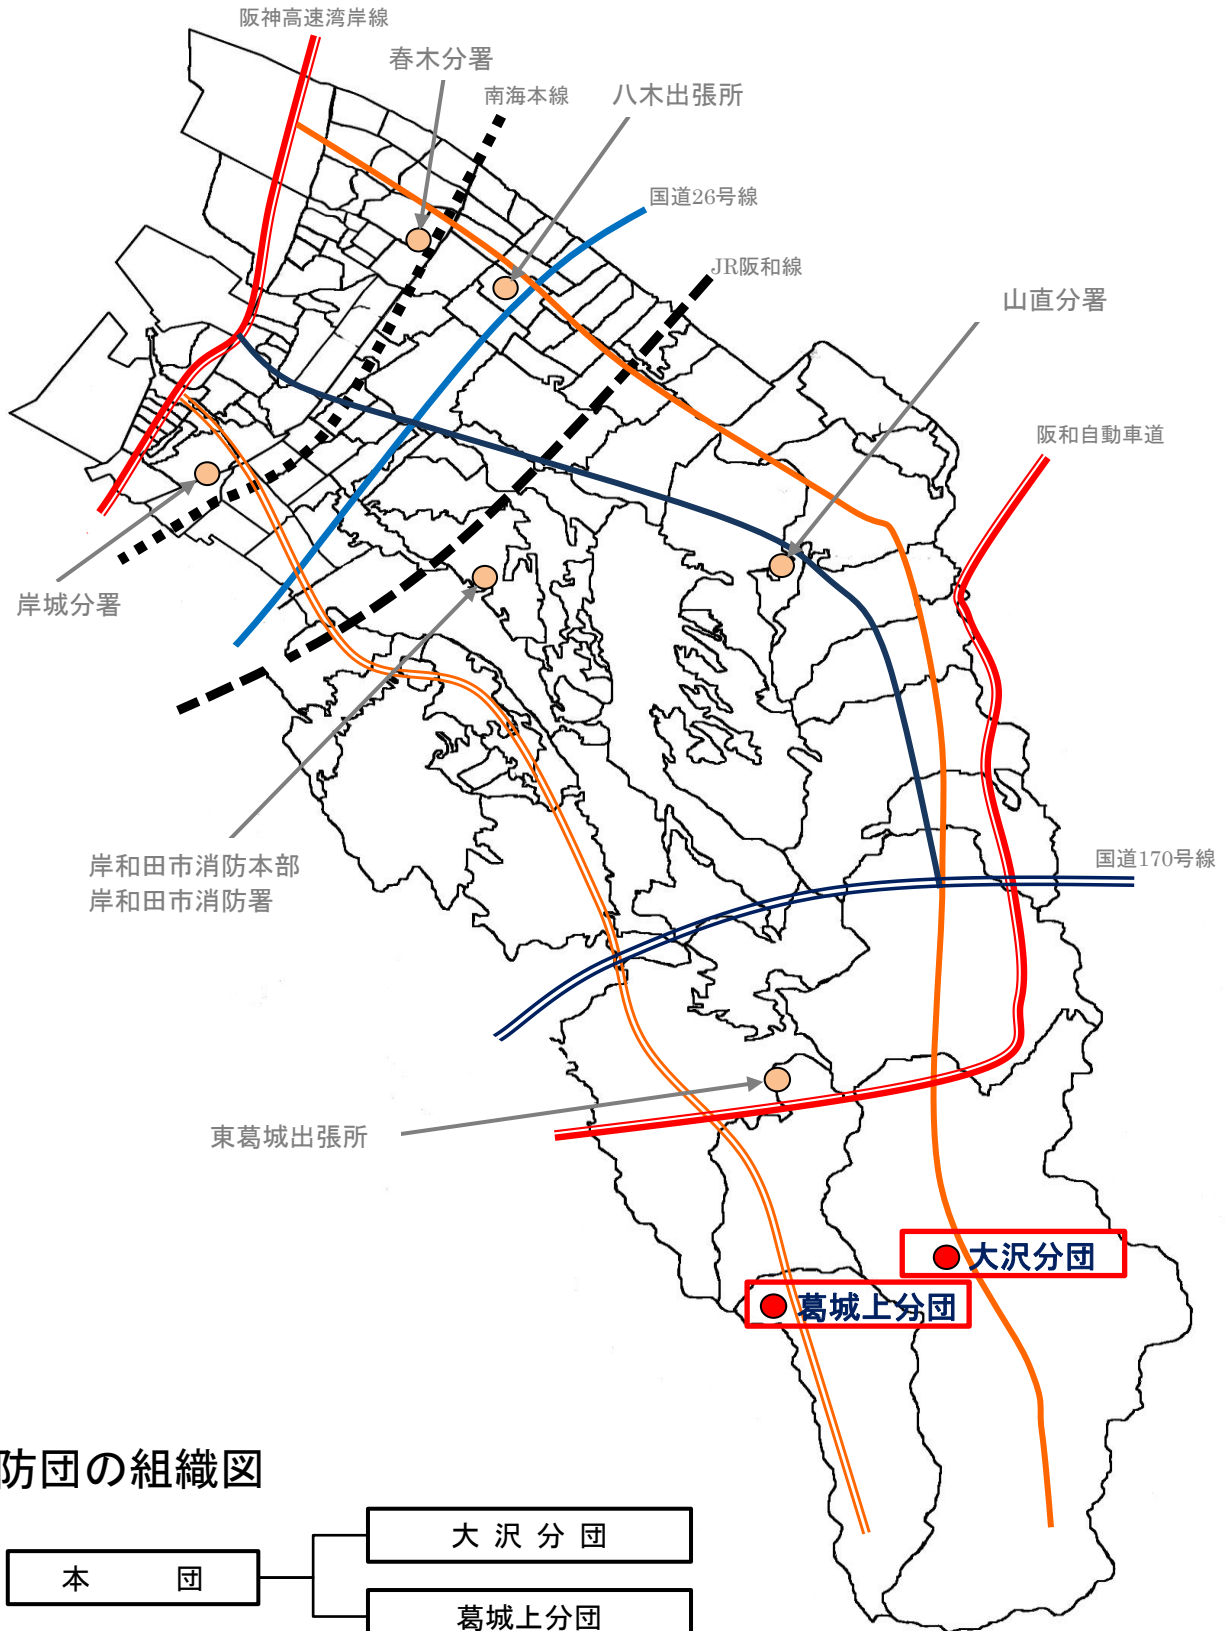 阪神高速湾岸線
春木分署
南海本線
八木出張所
国道26号線
JR阪和線
山直分署
阪和自動車道
岸城分署
岸和田市消防本部
岸和田市消防署
国道170号線
東葛城出張所
大沢分団
葛城上分団
防団の組織図
大沢分団
本 団
葛城上分団